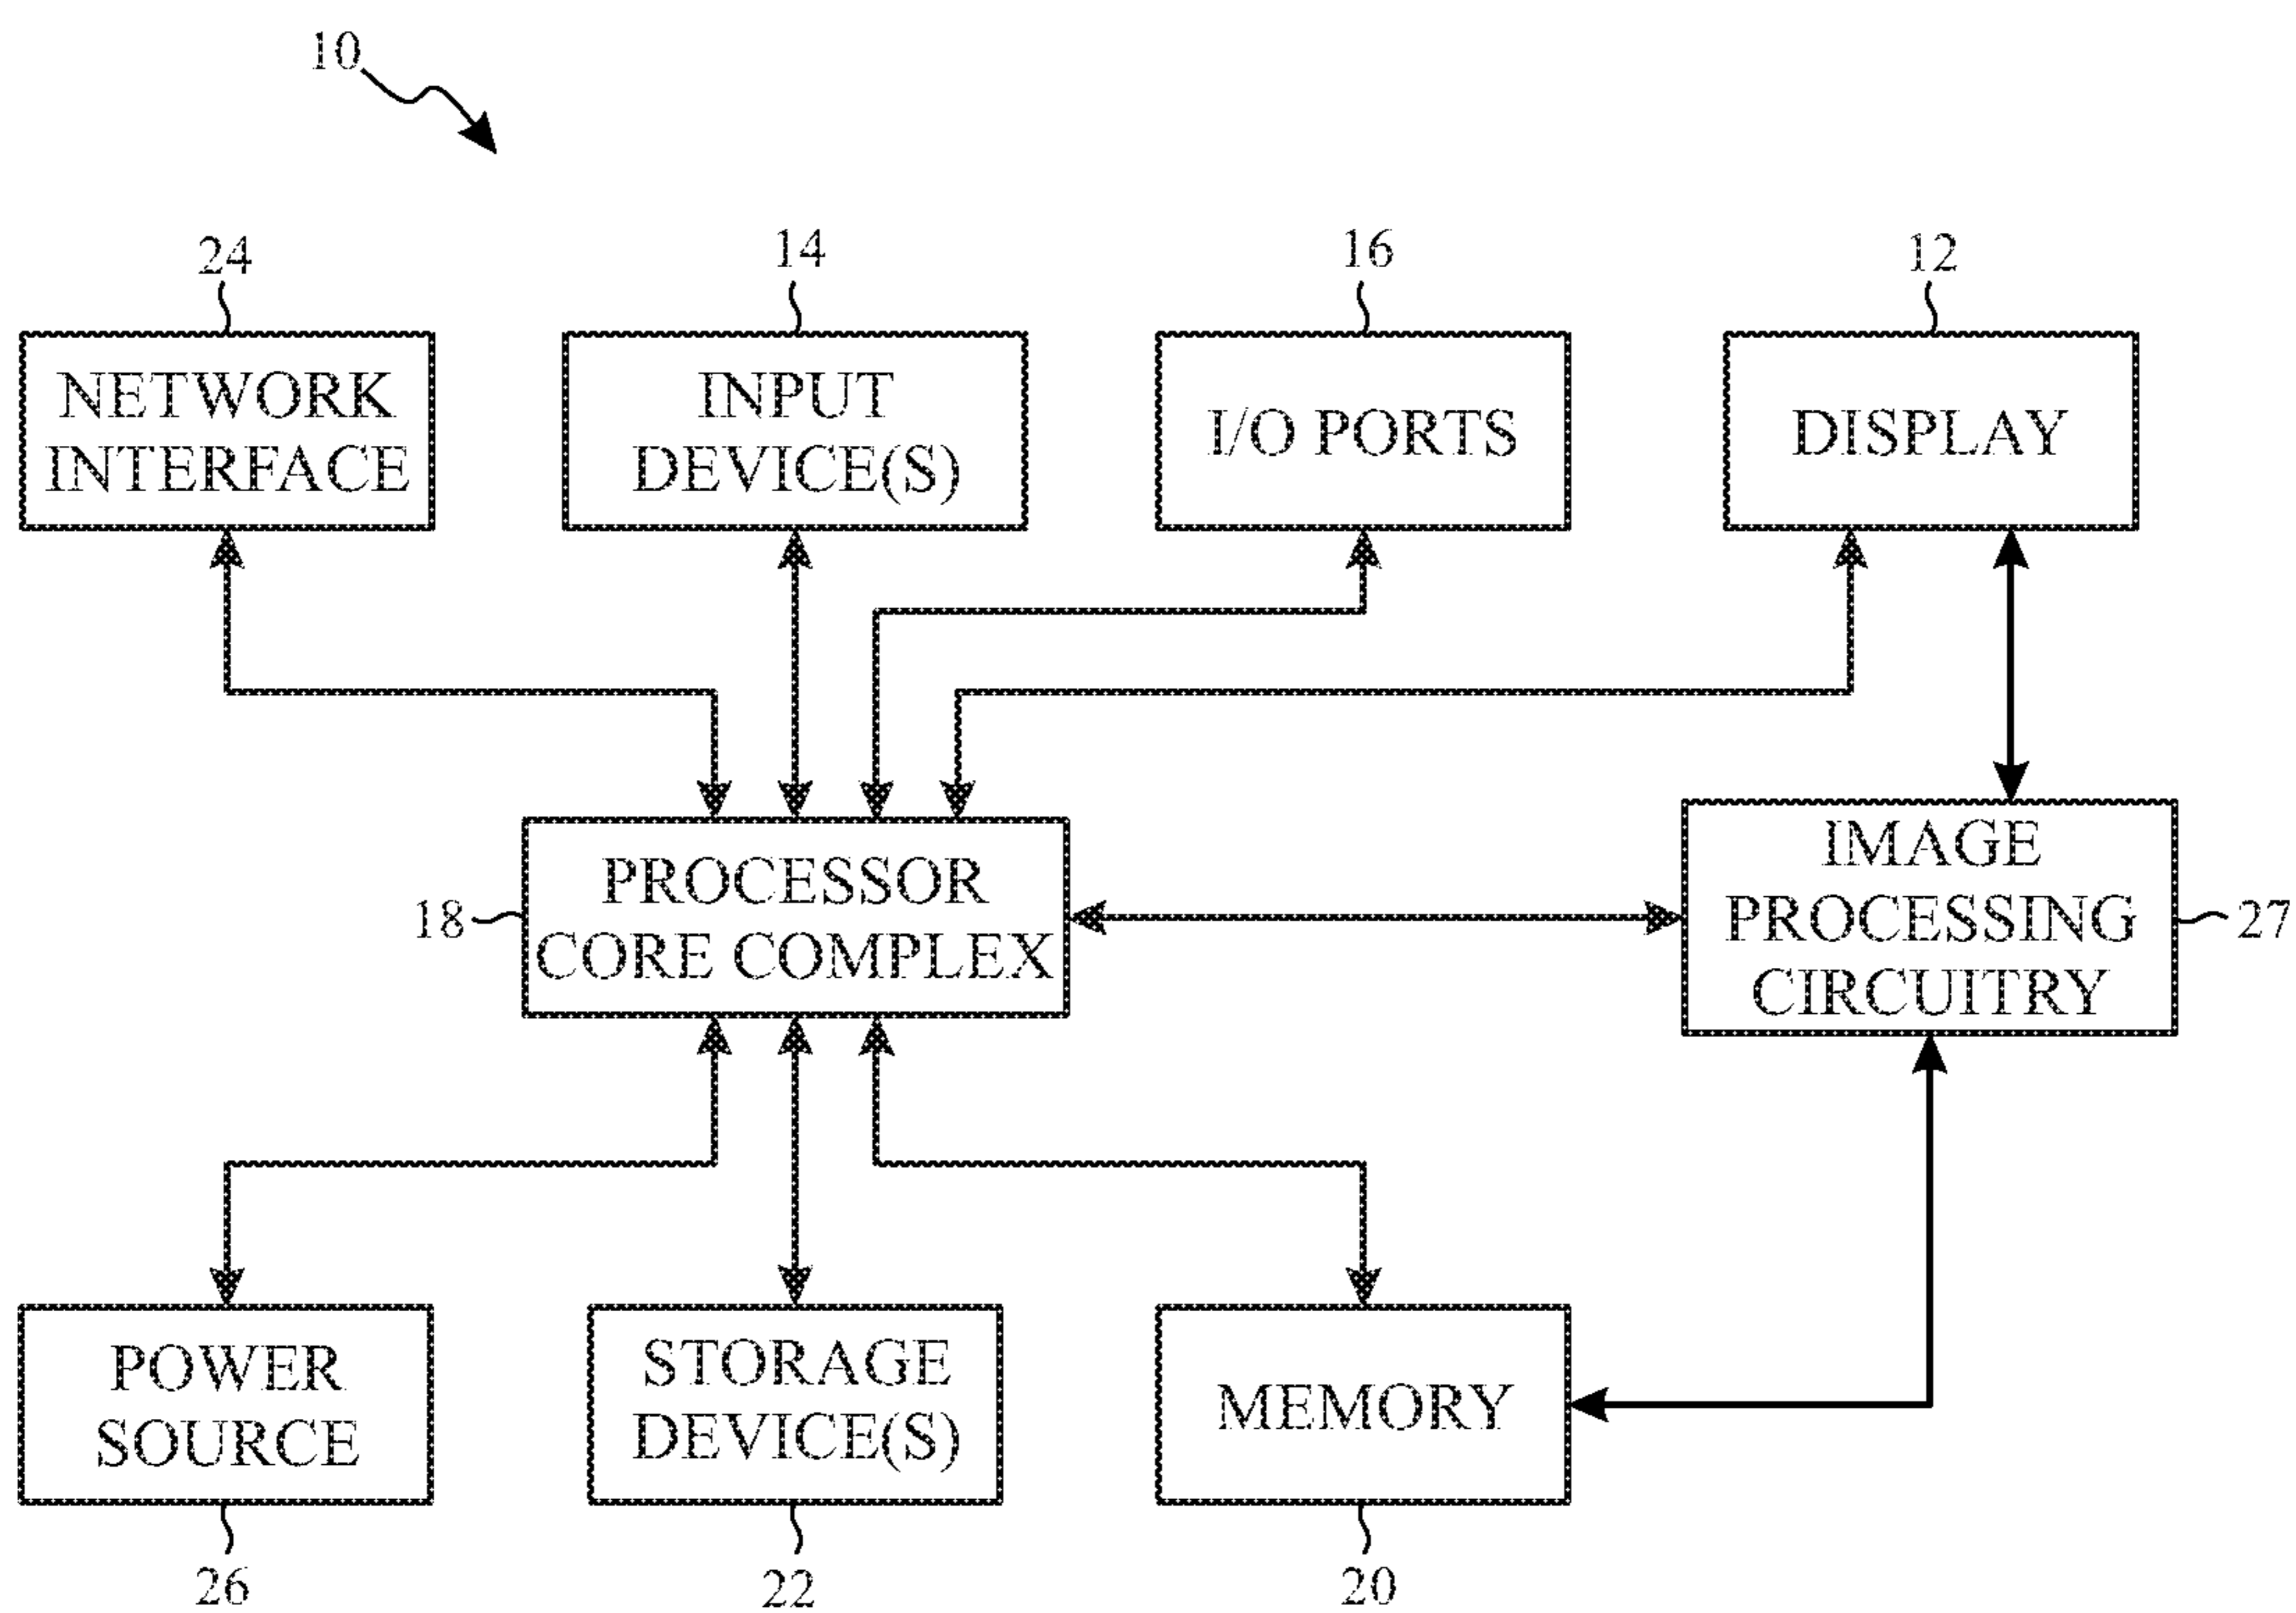 10
24
14
16
12
NETWORK
INTERFACE
INPUT
DEVICE(S)
I/O PORTS
DISPLAY
18
PROCESSOR
CORE COMPLEX
IMAGE
PROCESSING
CIRCUITRY
27
POWER
SOURCE
STORAGE
DEVICE(S)
MEMORY
26
22
20